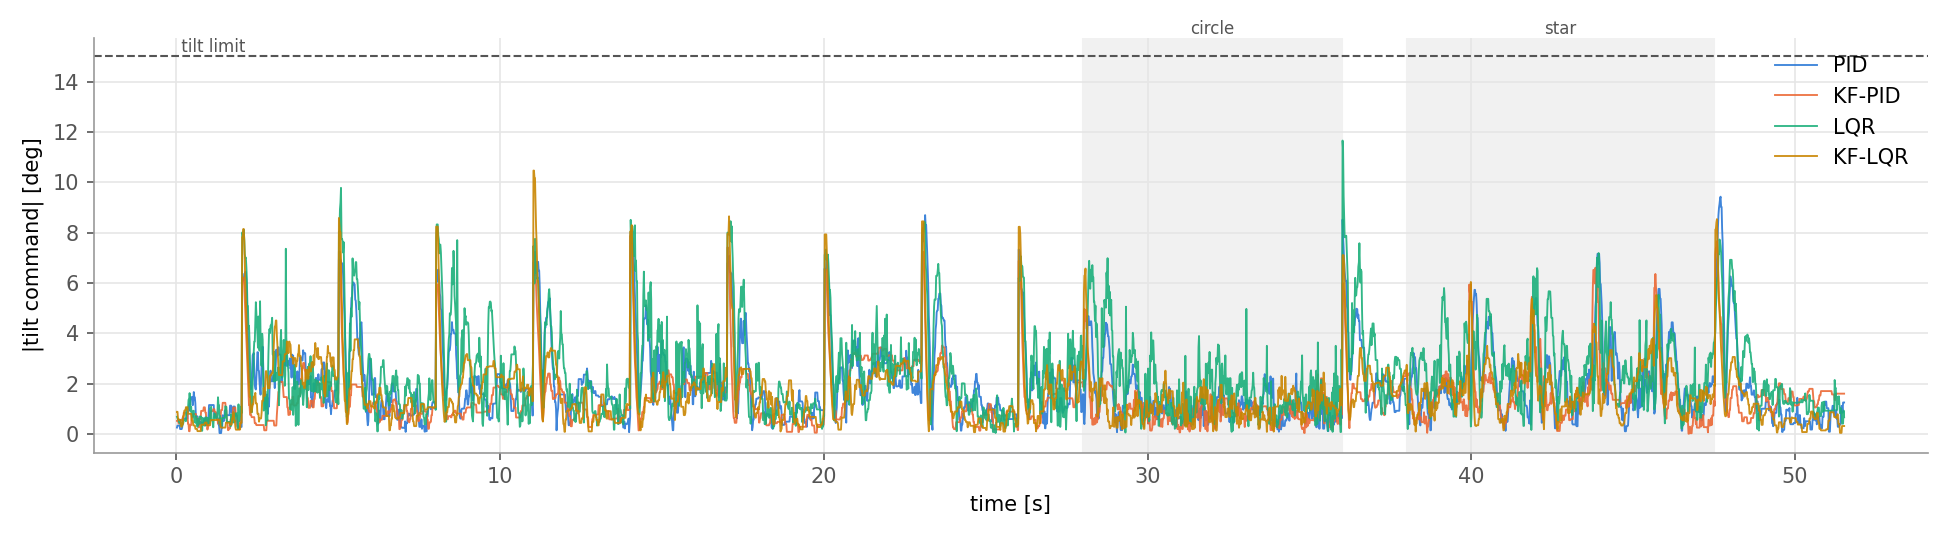 circle
star
tilt limit
PID
KF-PID
LQR
KF-LQR
14
12
10
8
6
4
2
0
|tilt command| [deg]
0
10
20
30
40
50
time [s]